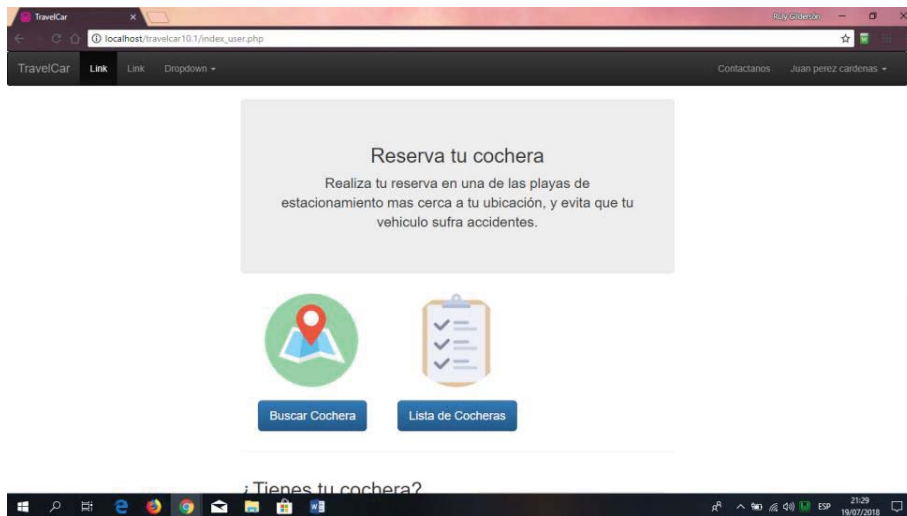 TravelCar
Ruly Gilderson
localhost/travelcar10.1/index_user.php
TravelCar Link Link Dropdown Contactanos Juan perez cardenas
Reserva tu cochera
Realiza tu reserva en una de las playas de
estacionamiento mas cerca a tu ubicación, y evita que tu
vehiculo sufra accidentes.
Buscar Cochera Lista de Cocheras
¿Tienes tu cochera?
ESP
21:29
19/07/2018